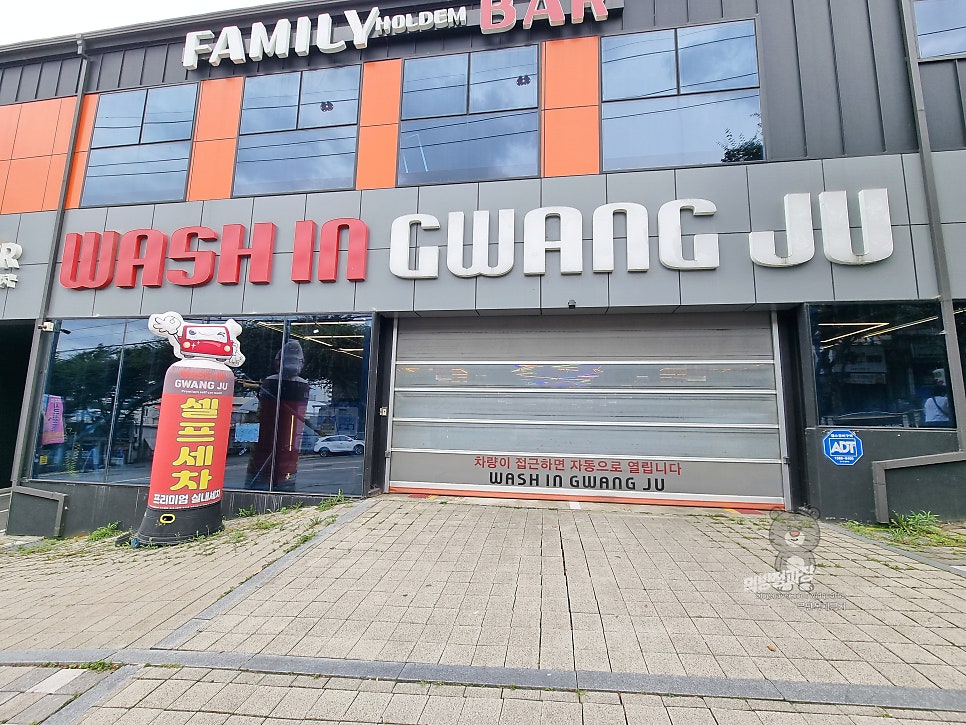 FAMILY HOLDEM BAR
WASH IN GWANG JU
R
GWANG JU
셀프세차
프리미엄 실내세차
차량이 접근하면 자동으로 열립니다
WASH IN GWANG JU
ADT